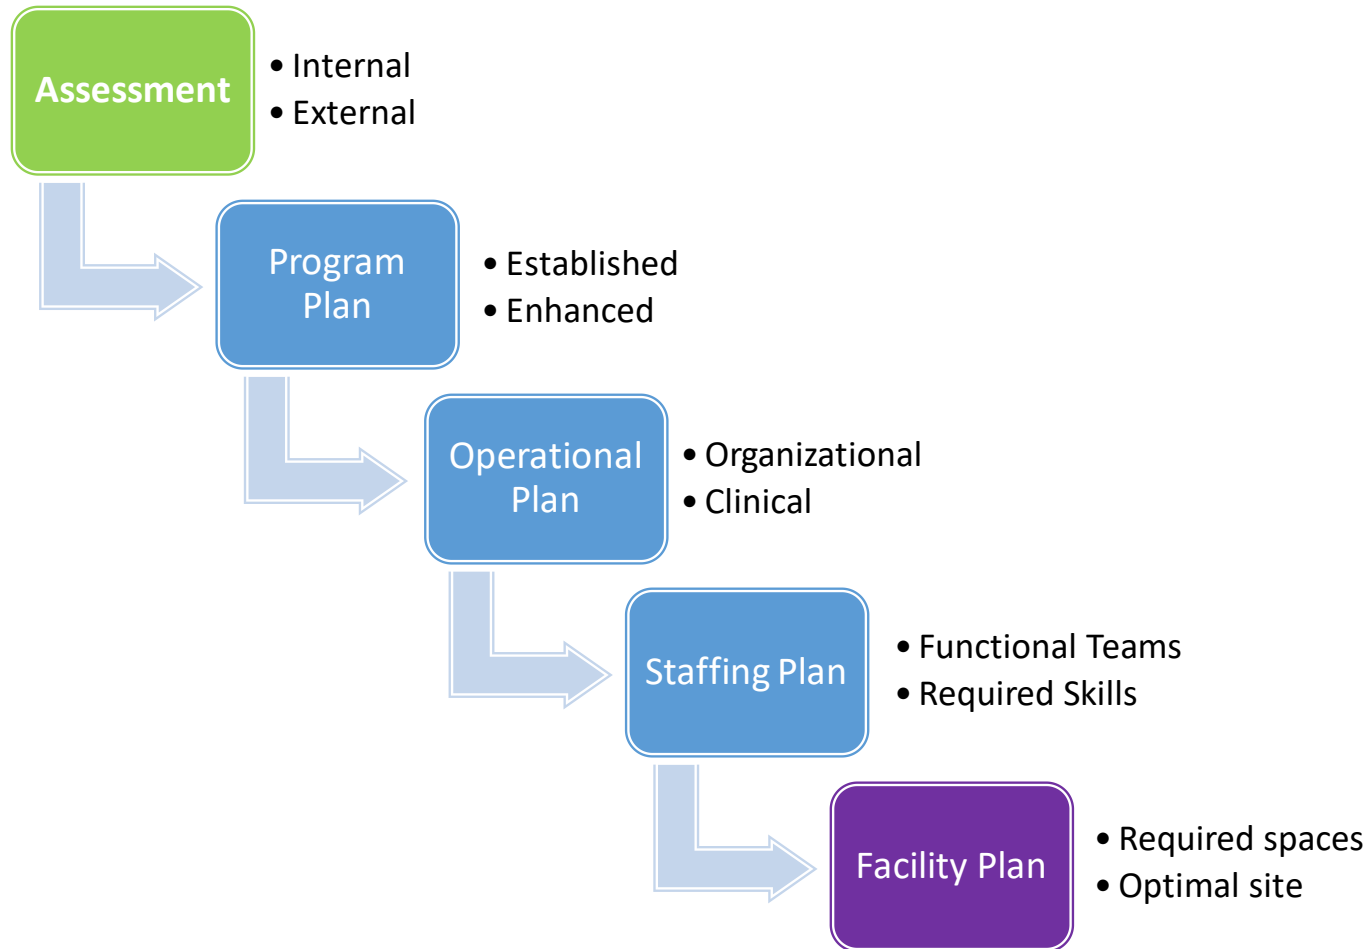 Assessment
• Internal
• External
Program
Plan
• Established
• Enhanced
Operational
Plan
• Organizational
• Clinical
Staffing Plan
• Functional Teams
• Required Skills
Facility Plan
• Required spaces
• Optimal site